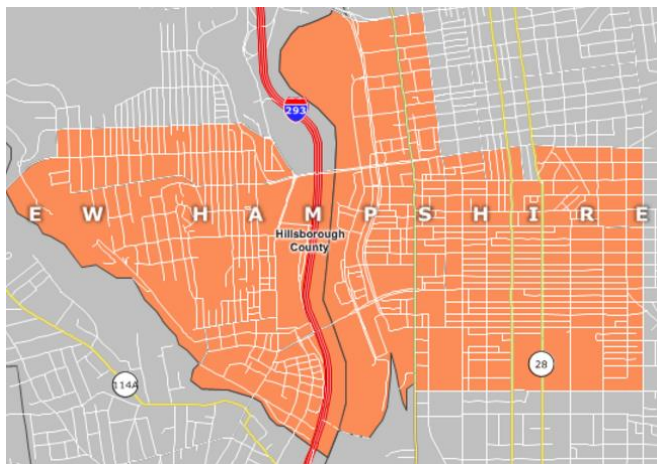 293
E W H A M P S H I R E
Hillsborough
County
28
114A